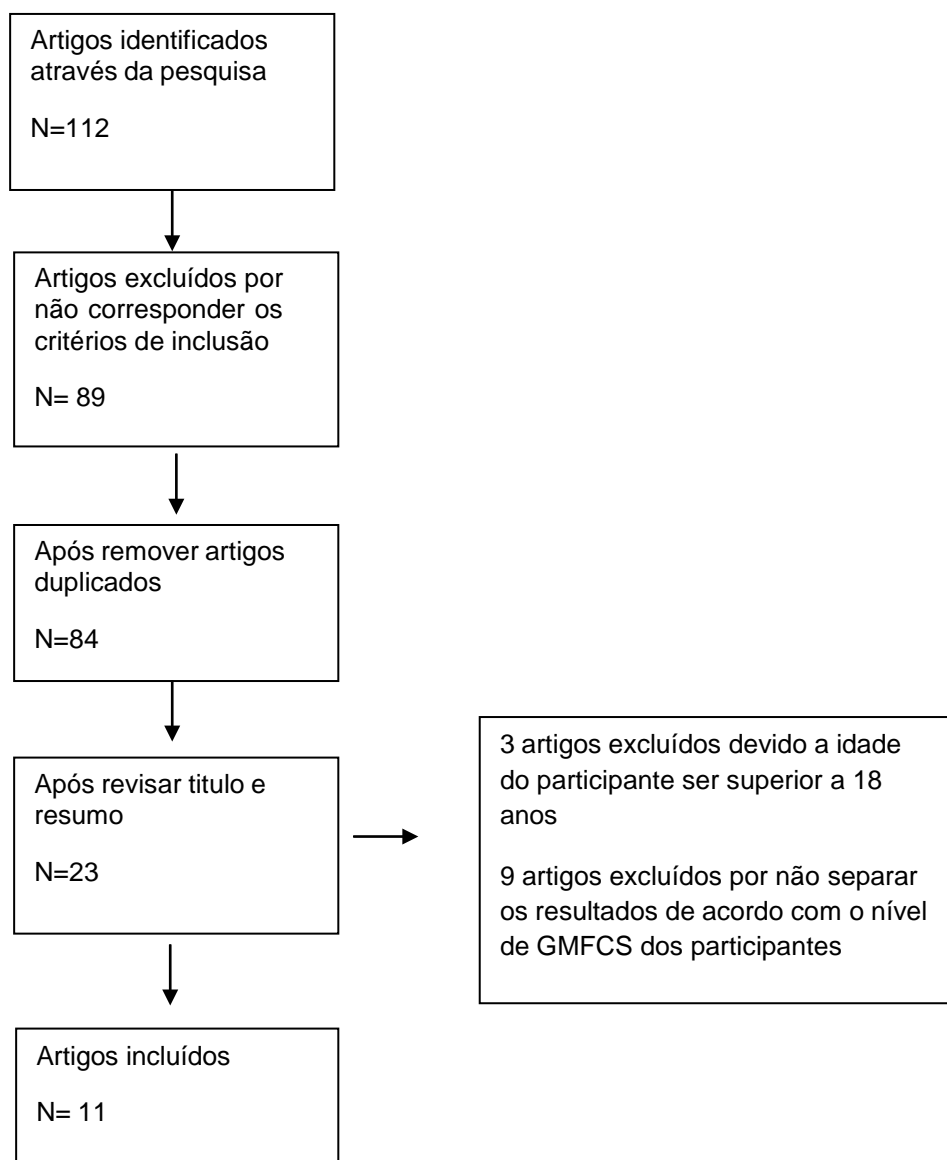 Artigos identificados
através da pesquisa
N=112
Artigos excluídos por
não corresponder os
critérios de inclusão
N= 89
Após remover artigos
duplicados
N=84
Após revisar titulo e
resumo
N=23
3 artigos excluídos devido a idade
do participante ser superior a 18
anos
9 artigos excluídos por não separar
os resultados de acordo com o nível
de GMFCS dos participantes
Artigos incluídos
N= 11